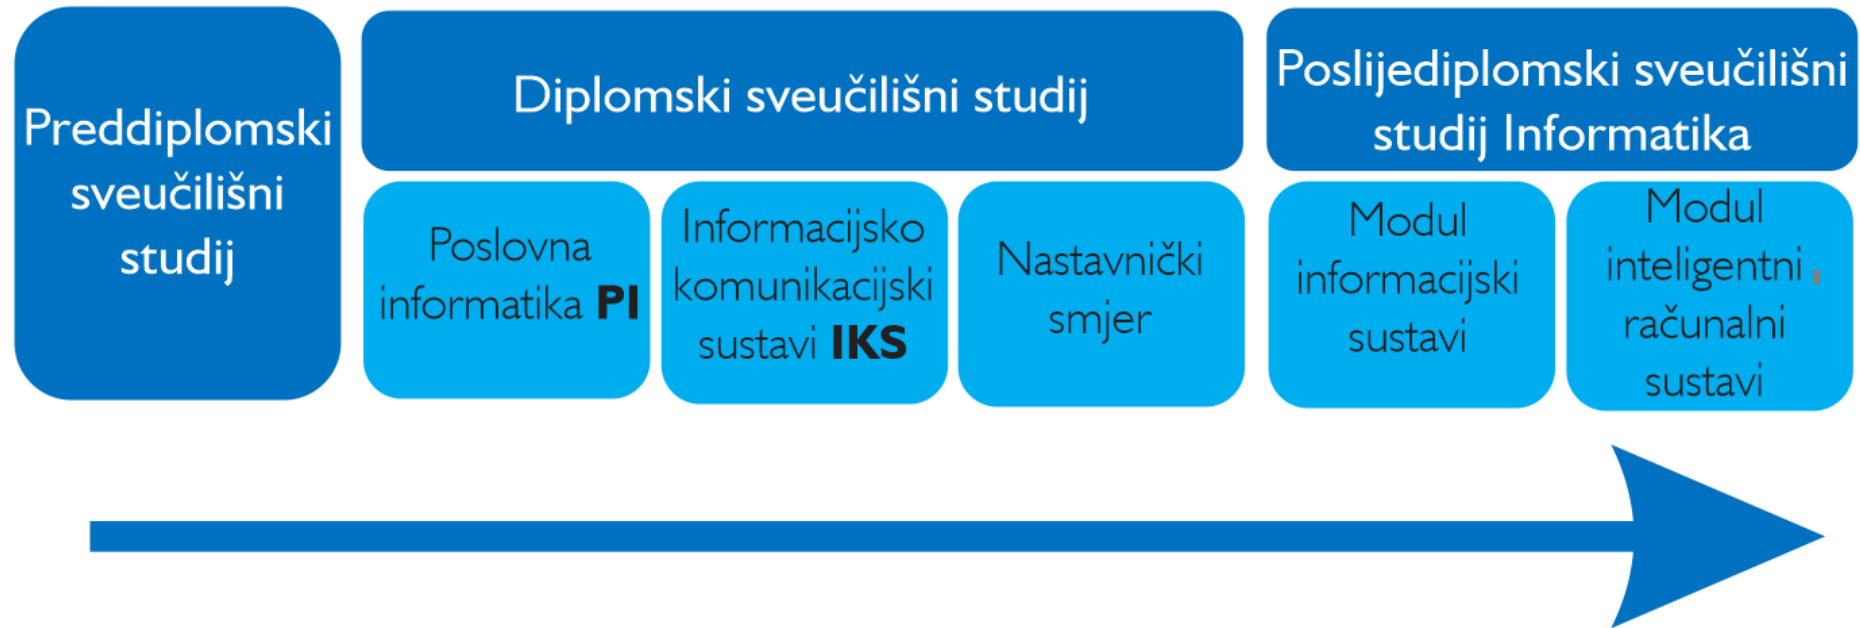 Preddiplomski
sveučilišni
studij
Diplomski sveučilišni studij
Poslovna
informatika PI
Informacijsko
komunikacijski
sustavi IKS
Nastavnički
smjer
Poslijediplomski sveučilišni
studij Informatika
Modul
informacijski
sustavi
Modul
inteligentni
računalni
sustavi